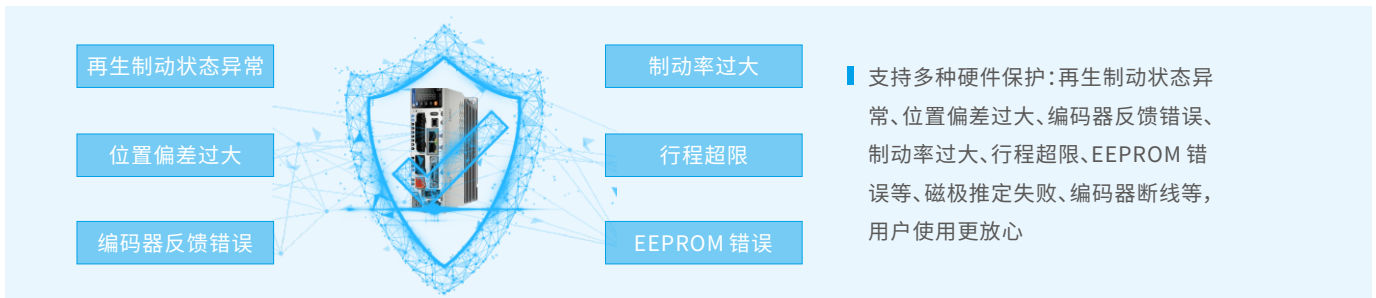 再生制动状态异常
位置偏差过大
编码器反馈错误
制动率过大
行程超限
EEPROM 错误
支持多种硬件保护：再生制动状态异
常、位置偏差过大、编码器反馈错误、
制动率过大、行程超限、EEPROM 错
误等、磁极推定失败、编码器断线等，
用户使用更放心